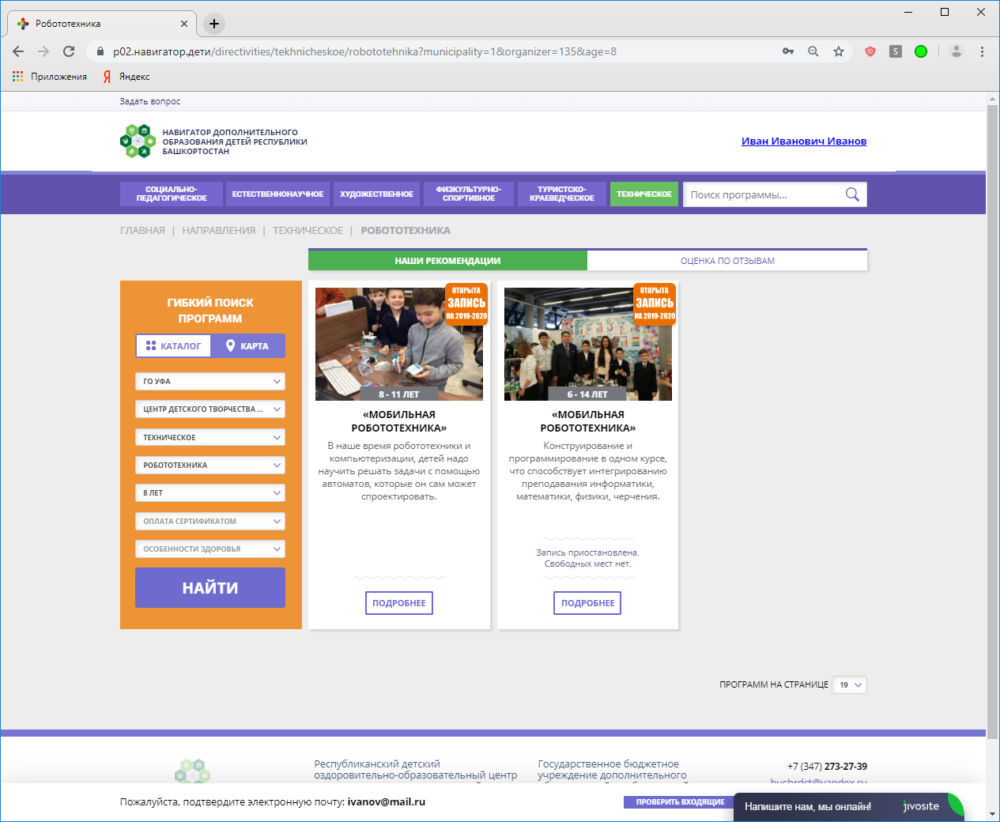 Робототехника
p02.навигатор.дети/directivities/tekhnicheskoe/robototehnika?municipality=1&organizer=135&age=8
S
Приложения
Я Яндекс
Задать вопрос
НАВИГАТОР ДОПОЛНИТЕЛЬНОГО
ОБРАЗОВАНИЯ ДЕТЕЙ РЕСПУБЛИКИ
БАШКОРТОСТАН
Иван Иванович Иванов
СОЦИАЛЬНО-
ПЕДАГОГИЧЕСКОЕ
ЕСТЕСТВЕННОНАУЧНОЕ
ХУДОЖЕСТВЕННОЕ
ФИЗКУЛЬТУРНО-
СПОРТИВНОЕ
ТУРИСТСКО-
КРАЕВЕДЧЕСКОЕ
ТЕХНИЧЕСКОЕ
Поиск программы...
ГЛАВНАЯ | НАПРАВЛЕНИЯ | ТЕХНИЧЕСКОЕ | РОБОТОТЕХНИКА
НАШИ РЕКОМЕНДАЦИИ
ОЦЕНКА ПО ОТЗЫВАМ
ГИБКИЙ ПОИСК
ПРОГРАММ
КАТАЛОГ
КАРТА
ГО УФА
ЦЕНТР ДЕТСКОГО ТВОРЧЕСТВА ...
ТЕХНИЧЕСКОЕ
РОБОТОТЕХНИКА
8 ЛЕТ
ОПЛАТА СЕРТИФИКАТОМ
ОСОБЕННОСТИ ЗДОРОВЬЯ
НАЙТИ
ОТКРЫТА
ЗАПИСЬ
НА 2019-2020
8 - 11 ЛЕТ
«МОБИЛЬНАЯ
РОБОТОТЕХНИКА»
В наше время робототехники и
компьютеризации, детей надо
научить решать задачи с помощью
автоматов, которые он сам может
спроектировать.
ПОДРОБНЕЕ
ОТКРЫТА
ЗАПИСЬ
НА 2019-2020
6 - 14 ЛЕТ
«МОБИЛЬНАЯ
РОБОТОТЕХНИКА»
Конструирование и
программирование в одном курсе,
что способствует интегрированию
преподавания информатики,
математики, физики, черчения.
Запись приостановлена.
Свободных мест нет.
ПОДРОБНЕЕ
ПРОГРАММ НА СТРАНИЦЕ 19
Республиканский детский
оздоровительно-образовательный центр
Государственное бюджетное
учреждение дополнительного
+7 (347) 273-27-39
Пожалуйста, подтвердите электронную почту: ivanov@mail.ru
ПРОВЕРИТЬ ВХОДЯЩИЕ
Напишите нам, мы онлайн!
jivosite